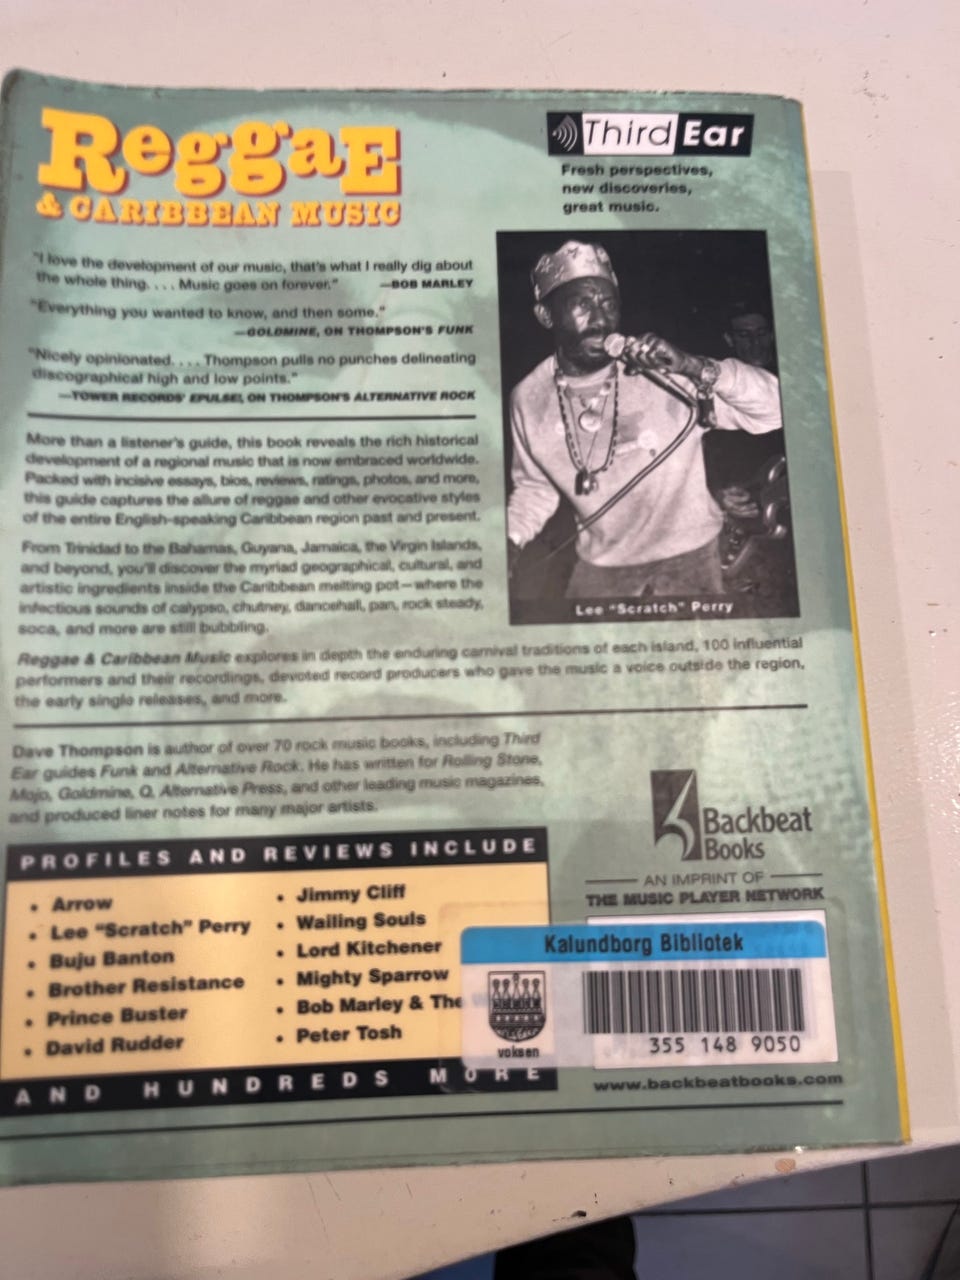 Reggae
& CARIBBEAN MUSIC
Third Ear
Fresh perspectives,
new discoveries,
great music.
"I love the development of our music, that's what I really dig about
the whole thing. . . . Music goes on forever." —BOB MARLEY
"Everything you wanted to know, and then some."
—GOLDMINE, ON THOMPSON'S FUNK
"Nicely opinionated. . . . Thompson pulls no punches delineating
discographical high and low points."
—TOWER RECORDS' EPULSE!, ON THOMPSON'S ALTERNATIVE ROCK
More than a listener's guide, this book reveals the rich historical
development of a regional music that is now embraced worldwide.
Packed with incisive essays, bios, reviews, ratings, photos, and more,
this guide captures the allure of reggae and other evocative styles
of the entire English-speaking Caribbean region past and present.
From Trinidad to the Bahamas, Guyana, Jamaica, the Virgin Islands,
and beyond, you'll discover the myriad geographical, cultural, and
artistic ingredients inside the Caribbean melting pot—where the
infectious sounds of calypso, chutney, dancehall, pan, rock steady,
soca, and more are still bubbling.
Lee "Scratch" Perry
Reggae & Caribbean Music explores in depth the enduring carnival traditions of each island, 100 influential
performers and their recordings, devoted record producers who gave the music a voice outside the region,
the early single releases, and more.
Dave Thompson is author of over 70 rock music books, including Third
Ear guides Funk and Alternative Rock. He has written for Rolling Stone,
Mojo, Goldmine, Q, Alternative Press, and other leading music magazines,
and produced liner notes for many major artists.
Backbeat
Books
AN IMPRINT OF
THE MUSIC PLAYER NETWORK
PROFILES AND REVIEWS INCLUDE
• Arrow
• Lee "Scratch" Perry
• Buju Banton
• Brother Resistance
• Prince Buster
• David Rudder
• Jimmy Cliff
• Wailing Souls
• Lord Kitchener
• Mighty Sparrow
• Bob Marley & The
• Peter Tosh
AND HUNDREDS MORE
Kalundborg Bibliotek
voksen
355 148 9050
www.backbeatbooks.com